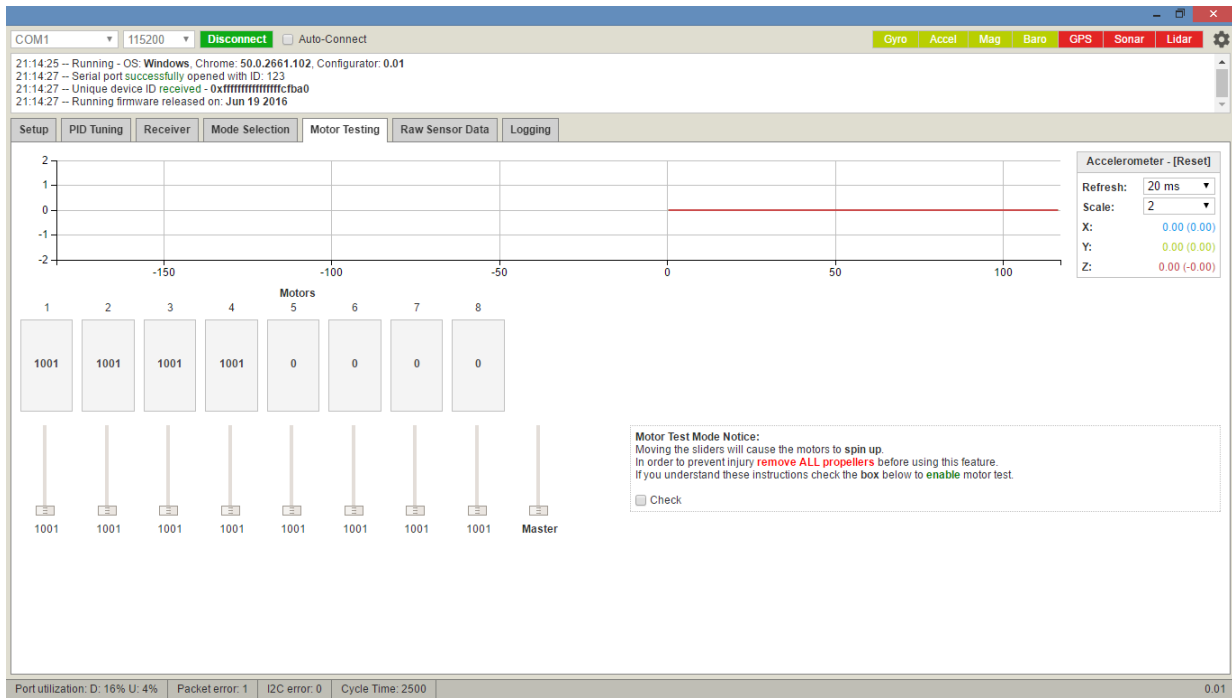 COM1 115200 Disconnect Auto-Connect Gyro Accel Mag Baro GPS Sonar Lidar
21:14:25 -- Running - OS: Windows, Chrome: 50.0.2661.102, Configurator: 0.01
21:14:27 -- Serial port successfully opened with ID: 123
21:14:27 -- Unique device ID received - 0xfffffffffffffffcfba0
21:14:27 -- Running firmware released on: Jun 19 2016
Setup PID Tuning Receiver Mode Selection Motor Testing Raw Sensor Data Logging
2
1
0
-1
-2
-150 -100 -50 0 50 100
Accelerometer - [Reset]
Refresh: 20 ms
Scale: 2
X: 0.00 (0.00)
Y: 0.00 (0.00)
Z: 0.00 (-0.00)
Motors
1 2 3 4 5 6 7 8
1001 1001 1001 1001 0 0 0 0
1001 1001 1001 1001 1001 1001 1001 1001 Master
Motor Test Mode Notice:
Moving the sliders will cause the motors to spin up.
In order to prevent injury remove ALL propellers before using this feature.
If you understand these instructions check the box below to enable motor test.
Check
Port utilization: D: 16% U: 4% Packet error: 1 I2C error: 0 Cycle Time: 2500 0.01